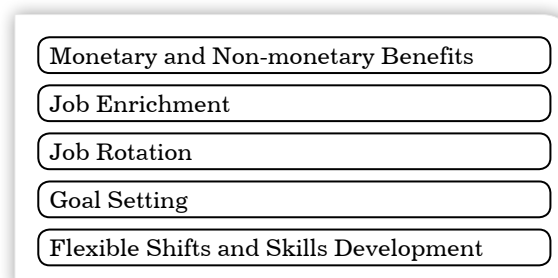 Monetary and Non-monetary Benefits
Job Enrichment
Job Rotation
Goal Setting
Flexible Shifts and Skills Development